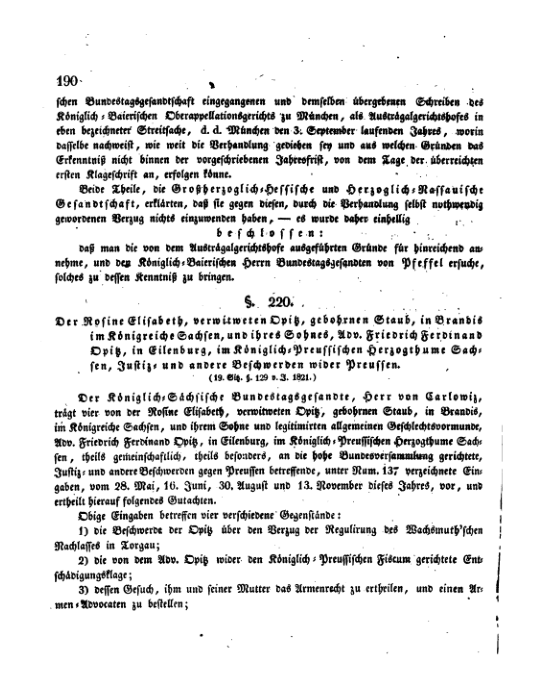 190
schen Bundestagsgesandtschaft eingegangenen und demselben übergebenen Schreiben des
Königlich-Baierischen Oberappellationsgerichts zu München, als Austrägalgerichtshofes in
eben bezeichneter Streitsache, d. d. München den 3. September laufenden Jahres, worin
dasselbe nachweist, wie weit die Verhandlung gediehen sey und aus welchen Gründen das
Erkenntniß nicht binnen der vorgeschriebenen Jahresfrist, von dem Tage der überreichten
ersten Klageschrift an, erfolgen könne.
Beide Theile, die Großherzoglich-Hessische und Herzoglich-Nassauische
Gesandtschaft, erklärten, daß sie gegen diesen, durch die Verhandlung selbst nothwendig
gewordenen Verzug nichts einzuwenden haben, — es wurde daher einhellig
beschlossen:
daß man die von dem Austrägalgerichtshofe ausgeführten Gründe für hinreichend an-
nehme, und den Königlich-Baierischen Herrn Bundestagsgesandten von Pfeffel ersuche,
solches zu dessen Kenntniß zu bringen.
§. 220.
Der Rosine Elisabeth, verwitweten Opitz, gebohrnen Staub, in Brandis
im Königreiche Sachsen, und ihres Sohnes, Adv. Friedrich Ferdinand
Opitz, in Eilenburg, im Königlich-Preussischen Herzogthume Sach-
sen, Justiz- und andere Beschwerden wider Preussen.
(19. Sitz. §. 129 v. J. 1821.)
Der Königlich-Sächsische Bundestagsgesandte, Herr von Carlowitz,
trägt vier von der Rosine Elisabeth, verwitweten Opitz, gebohrnen Staub, in Brandis,
im Königreiche Sachsen, und ihrem Sohne und legitimirten allgemeinen Geschlechtsvormunde,
Adv. Friedrich Ferdinand Opitz, in Eilenburg, im Königlich-Preussischen Herzogthume Sach-
sen, theils gemeinschaftlich, theils besonders, an die hohe Bundesversammlung gerichtete,
Justiz- und andere Beschwerden gegen Preussen betreffende, unter Num. 137 verzeichnete Ein-
gaben, vom 28. Mai, 16. Juni, 30. August und 13. November dieses Jahres, vor, und
ertheilt hierauf folgendes Gutachten.
Obige Eingaben betreffen vier verschiedene Gegenstände:
1) die Beschwerde der Opitz über den Verzug der Regulirung des Wachsmuth'schen
Nachlasses in Torgau;
2) die von dem Adv. Opitz wider den Königlich-Preussischen Fiscum gerichtete Ent-
schädigungsklage;
3) dessen Gesuch, ihm und seiner Mutter das Armenrecht zu ertheilen, und einen Ar-
men-Advocaten zu bestellen;